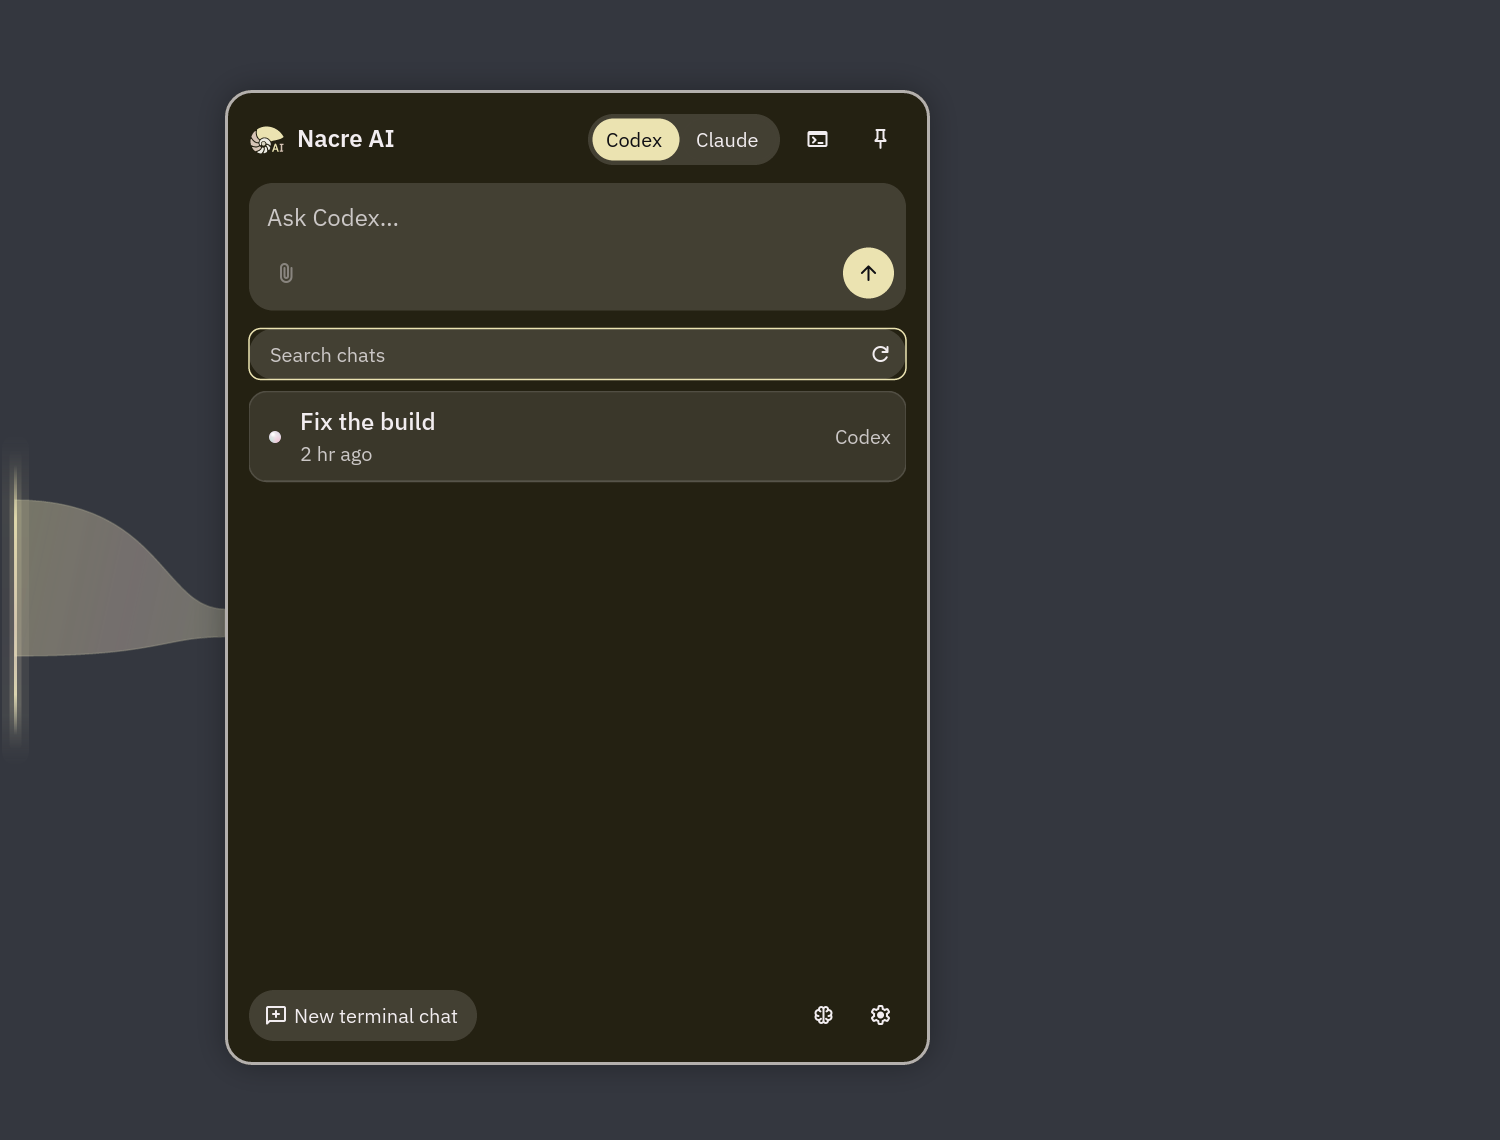 AI Nacre AI
Codex Claude
Ask Codex...
Search chats
Fix the build
2 hr ago
Codex
New terminal chat